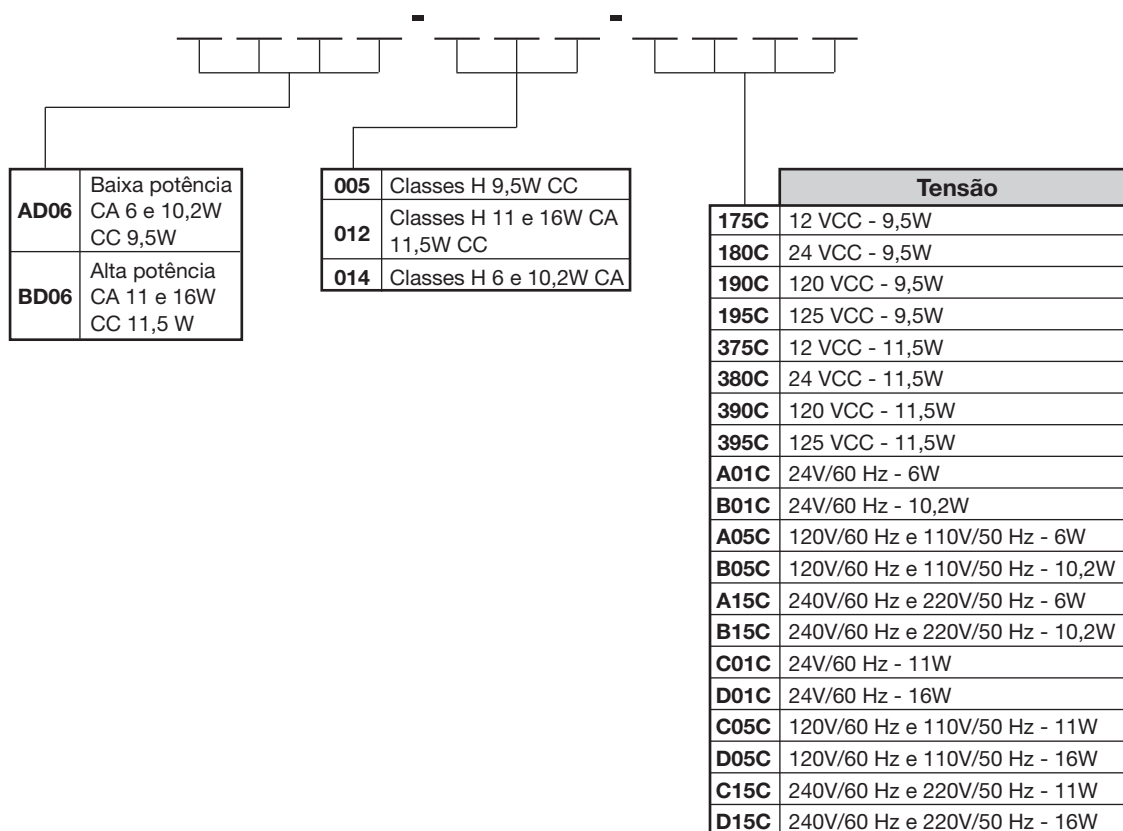 - -
AD06 Baixa potência
CA 6 e 10,2W
CC 9,5W
BD06 Alta potência
CA 11 e 16W
CC 11,5 W
005 Classes H 9,5W CC
012 Classes H 11 e 16W CA
11,5W CC
014 Classes H 6 e 10,2W CA
Tensão
175C 12 VCC - 9,5W
180C 24 VCC - 9,5W
190C 120 VCC - 9,5W
195C 125 VCC - 9,5W
375C 12 VCC - 11,5W
380C 24 VCC - 11,5W
390C 120 VCC - 11,5W
395C 125 VCC - 11,5W
A01C 24V/60 Hz - 6W
B01C 24V/60 Hz - 10,2W
A05C 120V/60 Hz e 110V/50 Hz - 6W
B05C 120V/60 Hz e 110V/50 Hz - 10,2W
A15C 240V/60 Hz e 220V/50 Hz - 6W
B15C 240V/60 Hz e 220V/50 Hz - 10,2W
C01C 24V/60 Hz - 11W
D01C 24V/60 Hz - 16W
C05C 120V/60 Hz e 110V/50 Hz - 11W
D05C 120V/60 Hz e 110V/50 Hz - 16W
C15C 240V/60 Hz e 220V/50 Hz - 11W
D15C 240V/60 Hz e 220V/50 Hz - 16W